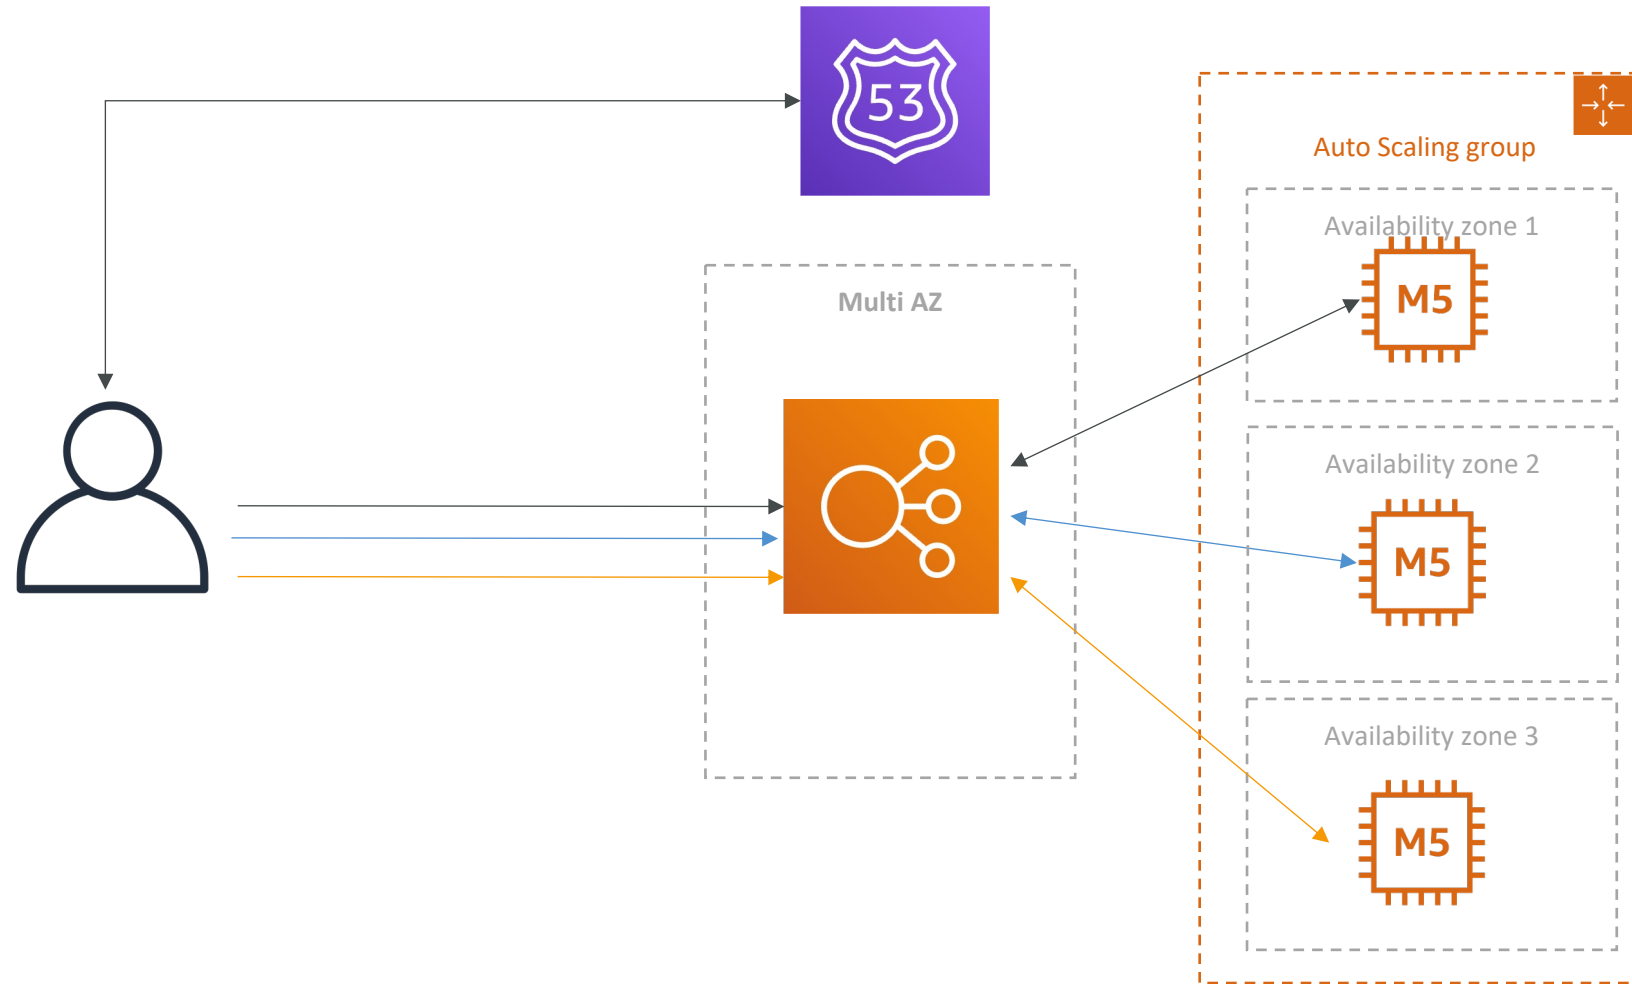 53
Auto Scaling group
Availability zone 1
M5
Multi AZ
Availability zone 2
M5
Availability zone 3
M5